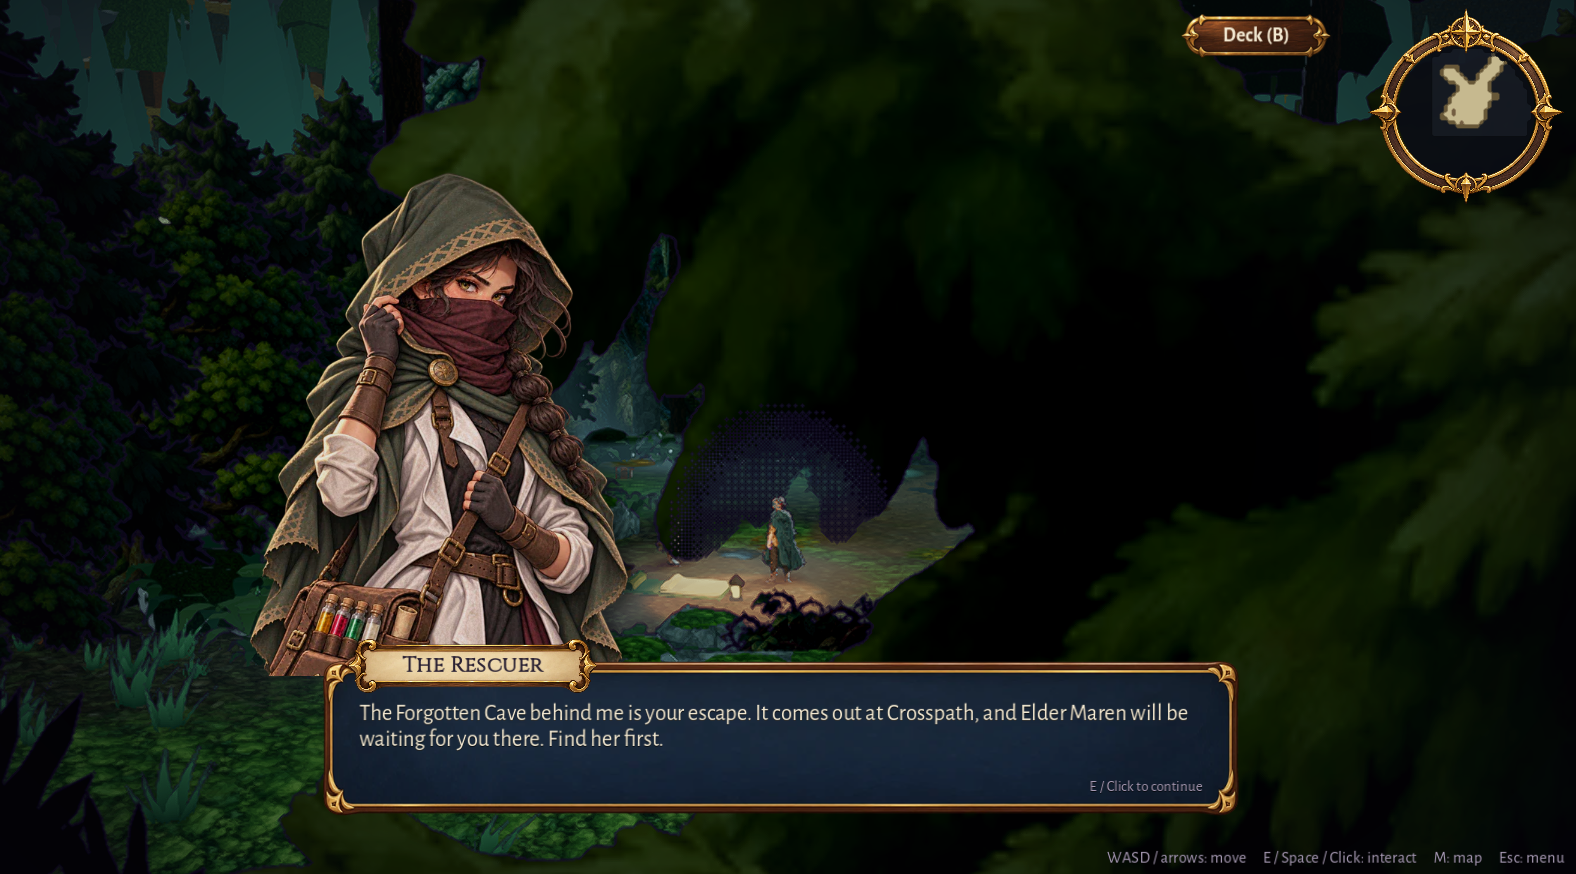 Deck (B)
The Rescuer
The Forgotten Cave behind me is your escape. It comes out at Crosspath, and Elder Maren will be
waiting for you there. Find her first.
E / Click to continue
WASD / arrows: move E / Space / Click: interact M: map Esc: menu